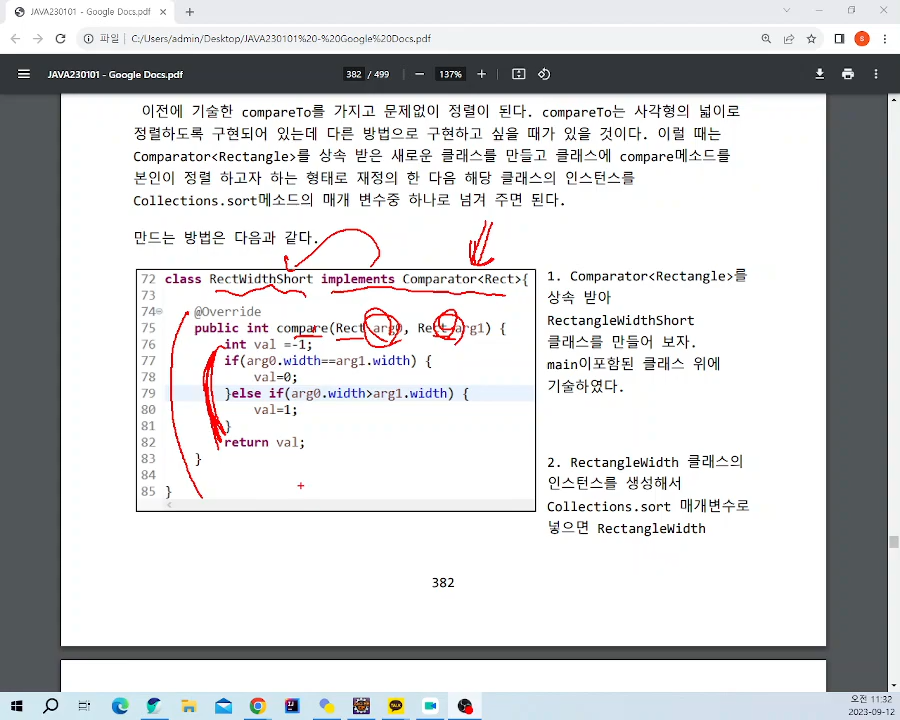 JAVA230101 - Google Docs.pdf
파일 C:/Users/admin/Desktop/JAVA230101%20-%20Google%20Docs.pdf
JAVA230101 - Google Docs.pdf 382 / 499 137%
이전에 기술한 compareTo를 가지고 문제없이 정렬이 된다. compareTo는 사각형의 넓이로
정렬하도록 구현되어 있는데 다른 방법으로 구현하고 싶을 때가 있을 것이다. 이럴 때는
Comparator<Rectangle>를 상속 받은 새로운 클래스를 만들고 클래스에 compare메소드를
본인이 정렬 하고자 하는 형태로 재정의 한 다음 해당 클래스의 인스턴스를
Collections.sort메소드의 매개 변수중 하나로 넘겨 주면 된다.
만드는 방법은 다음과 같다.
72 class RectWidthShort implements Comparator<Rect>{
73
74 @Override
75 public int compare(Rect arg0, Rect arg1) {
76 int val =-1;
77 if(arg0.width==arg1.width) {
78 val=0;
79 }else if(arg0.width>arg1.width) {
80 val=1;
81 }
82 return val;
83 }
84
85 }
1. Comparator<Rectangle>를
상속 받아
RectangleWidthShort
클래스를 만들어 보자.
main이포함된 클래스 위에
기술하였다.
2. RectangleWidth 클래스의
인스턴스를 생성해서
Collections.sort 매개변수로
넣으면 RectangleWidth
382
오전 11:32
2023-09-12